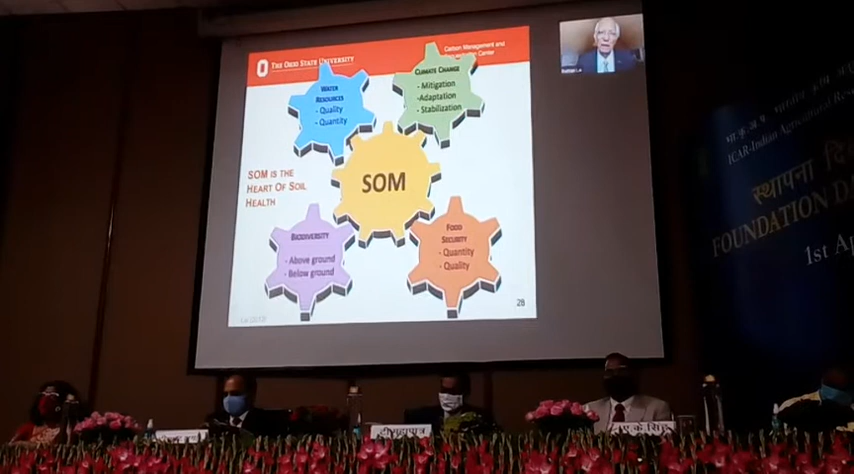 THE OHIO STATE UNIVERSITY
Carbon Management and
Sequestration Center
WATER
RESOURCES
- Quality
- Quantity
CLIMATE CHANGE
- Mitigation
-Adaptation
- Stabilization
SOM IS THE
HEART OF SOIL
HEALTH
SOM
BIODIVERSITY
- Above ground
- Below ground
FOOD
SECURITY
- Quantity
- Quality
28
ICAR-Indian Agricultural Res
स्थापना दि
FOUNDATION DA
1st Ap